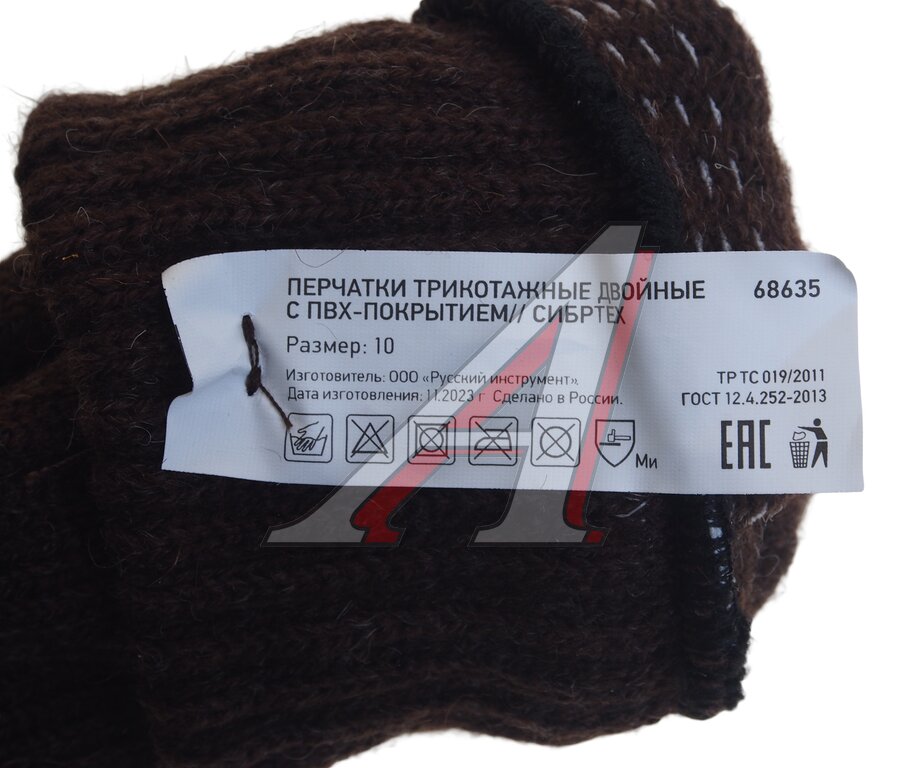 ПЕРЧАТКИ ТРИКОТАЖНЫЕ ДВОЙНЫЕ 68635
С ПВХ-ПОКРЫТИЕМ// СИБРТЕХ
Размер: 10
Изготовитель: ООО «Русский инструмент».
Дата изготовления: 11.2023 г Сделано в России.
ТР ТС 019/2011
ГОСТ 12.4.252-2013
Ми
ЕАС